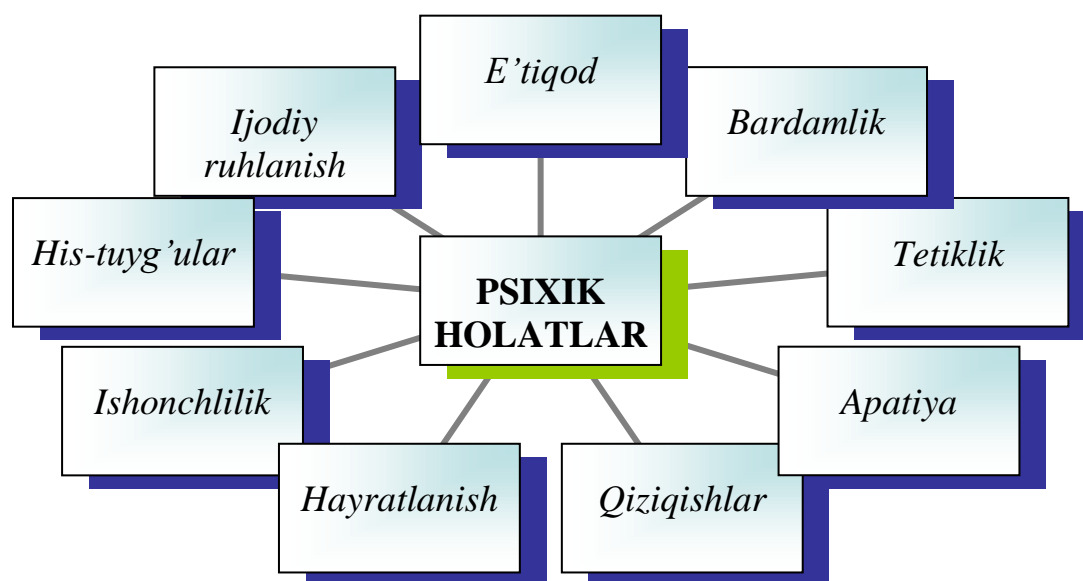 E’tiqod
Ijodiy
ruhlanish
Bardamlik
His-tuyg’ular
Tetiklik
PSIXIK
HOLATLAR
Ishonchlilik
Apatiya
Hayratlanish
Qiziqishlar